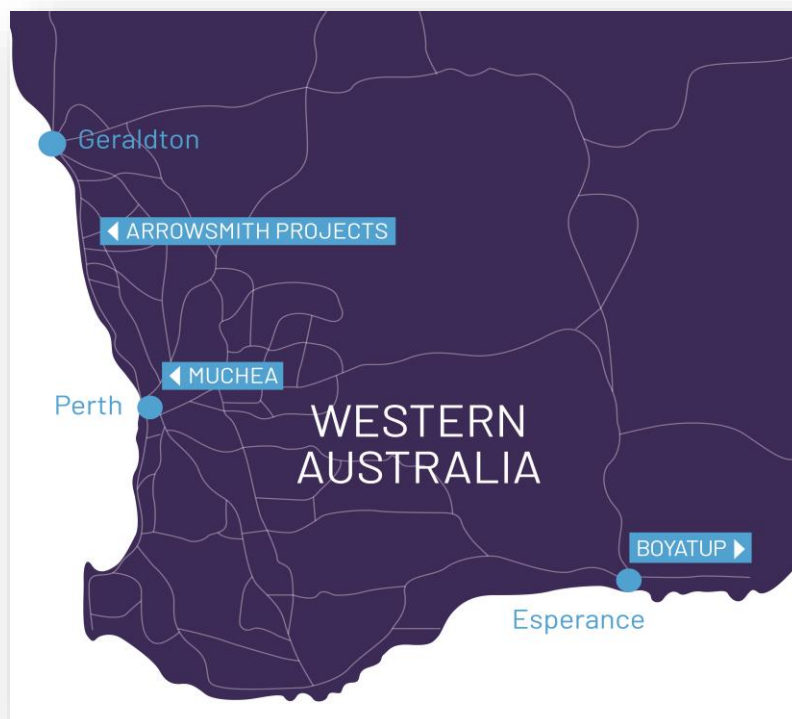 Geraldton
ARROWSMITH PROJECTS
MUCHEA
Perth
WESTERN
AUSTRALIA
BOYATUP
Esperance